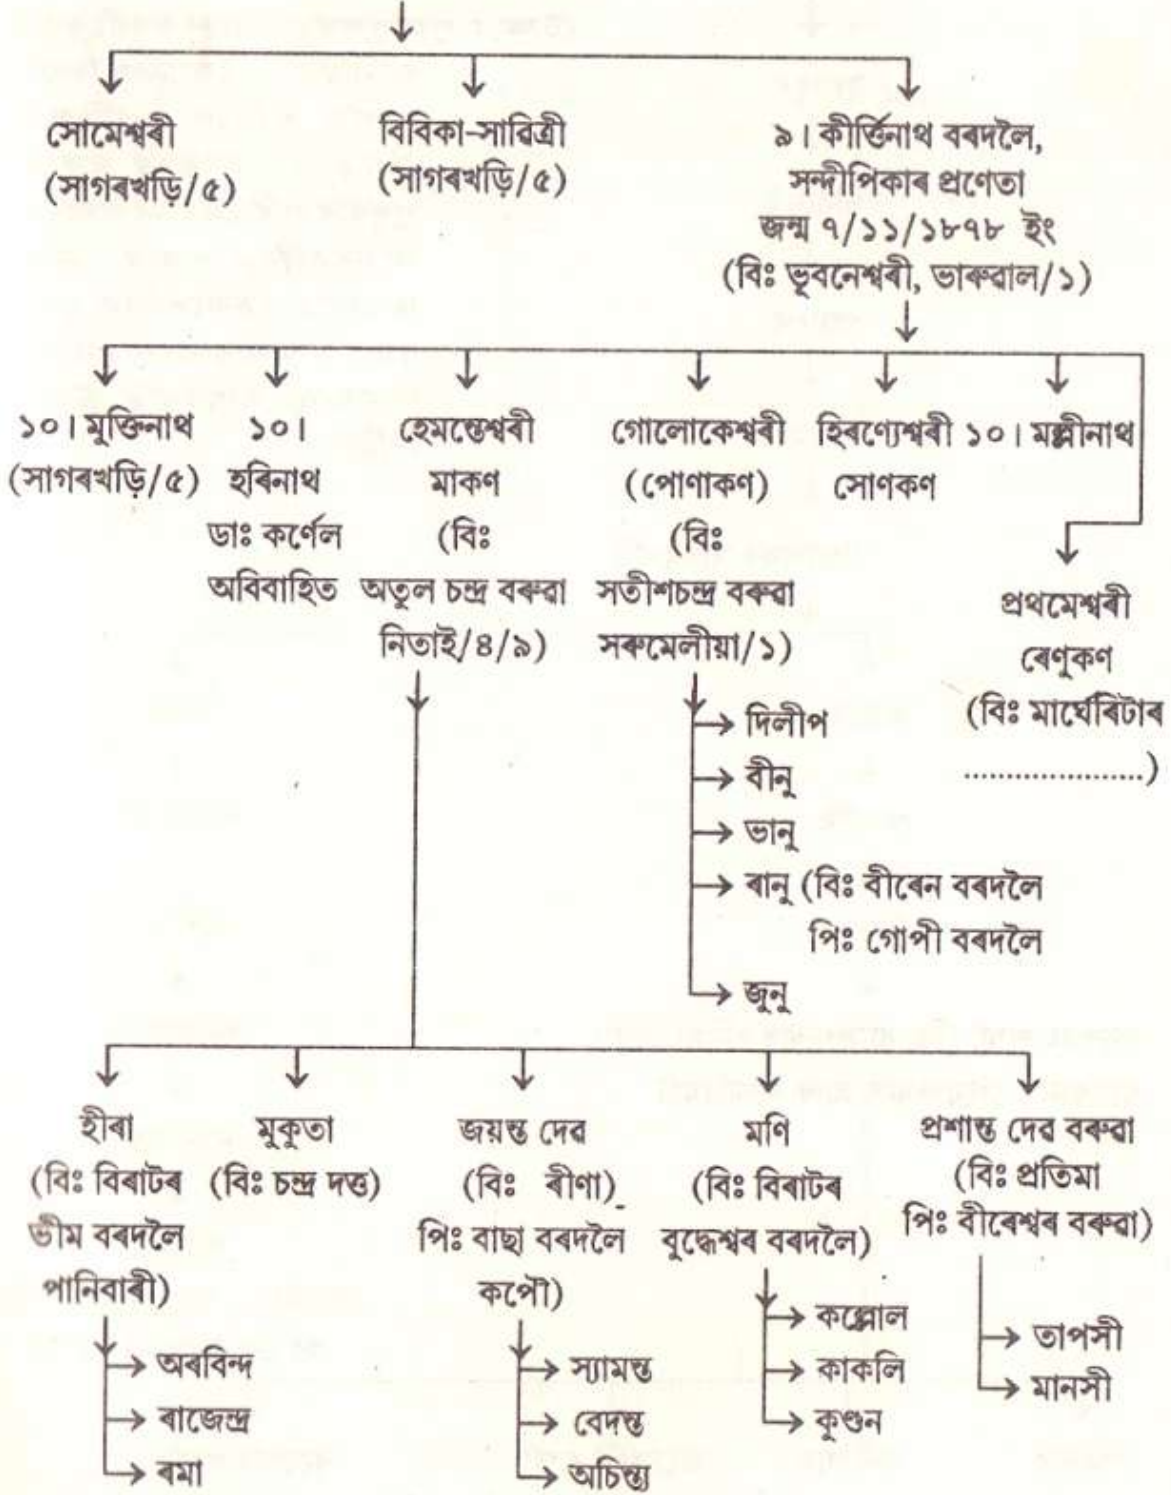 সোমেশ্বৰী
(সাগৰখড়ি/৫)
বিবিকা-সাৱিত্ৰী
(সাগৰখড়ি/৫)
৯। কীৰ্ত্তিনাথ বৰদলৈ,
সন্দীপিকাৰ প্ৰণেতা
জন্ম ৭/১১/১৮৭৮ ইং
(বিঃ ভূবনেশ্বৰী, ভাৰুৱাল/১)
১০। মুক্তিনাথ
(সাগৰখড়ি/৫)
১০।
হৰিনাথ
ডাঃ কৰ্ণেল
অবিবাহিত
হেমন্তেশ্বৰী
মাকণ
(বিঃ
অতুল চন্দ্ৰ বৰুৱা
নিতাই/৪/৯)
গোলোকেশ্বৰী
(পোণাকণ)
(বিঃ
সতীশচন্দ্ৰ বৰুৱা
সৰুমেলীয়া/১)
হিৰণ্যেশ্বৰী
সোণকণ
১০। মল্লীনাথ
প্ৰথমেশ্বৰী
ৰেণুকণ
(বিঃ মাৰ্ঘেৰিটাৰ
....................)
দিলীপ
বীনু
ভানু
ৰানু (বিঃ বীৰেন বৰদলৈ
পিঃ গোপী বৰদলৈ
জুনু
হীৰা
(বিঃ বিৰাটৰ
ভীম বৰদলৈ
পানিবাৰী)
মুকুতা
(বিঃ চন্দ্ৰ দত্ত)
জয়ন্ত দেৱ
(বিঃ ৰীণা)
পিঃ বাছা বৰদলৈ
কপৌ)
মণি
(বিঃ বিৰাটৰ
বুদ্ধেশ্বৰ বৰদলৈ)
প্ৰশান্ত দেৱ বৰুৱা
(বিঃ প্ৰতিমা
পিঃ বীৰেশ্বৰ বৰুৱা)
অৰবিন্দ
ৰাজেন্দ্ৰ
ৰমা
স্যামন্ত
বেদন্ত
অচিন্ত্য
কল্লোল
কাকলি
কুণ্ডন
তাপসী
মানসী